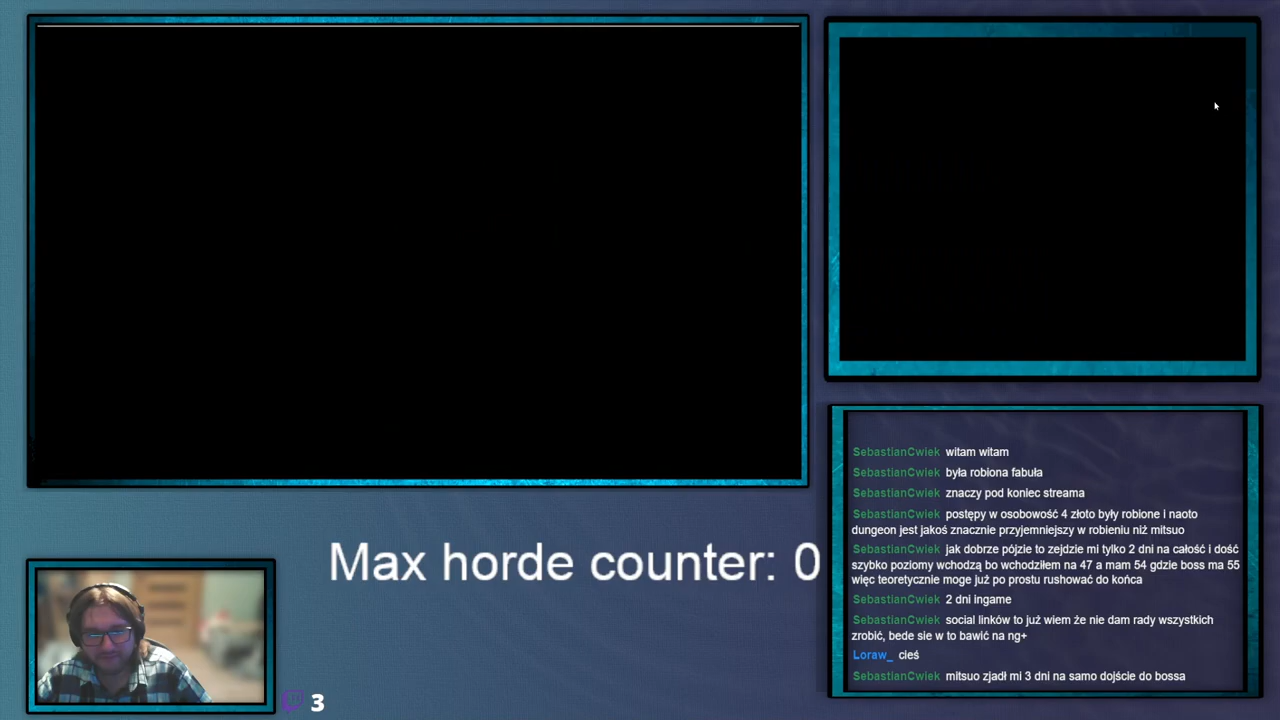 SebastianCwiek witam witam
SebastianCwiek była robiona fabuła
SebastianCwiek znaczy pod koniec streama
SebastianCwiek postępy w osobowość 4 złoto były robione i naoto
dungeon jest jakoś znacznie przyjemniejszy w robieniu niż mitsuo
SebastianCwiek jak dobrze pójzie to zejdzie mi tylko 2 dni na całość i dość
szybko poziomy wchodzą bo wchodziłem na 47 a mam 54 gdzie boss ma 55
więc teoretycznie moge już po prostu rushować do końca
SebastianCwiek 2 dni ingame
SebastianCwiek social linków to już wiem że nie dam rady wszystkich
zrobić, bede sie w to bawić na ng+
Loraw_ cieś
SebastianCwiek mitsuo zjadł mi 3 dni na samo dojście do bossa
Max horde counter: 0
3